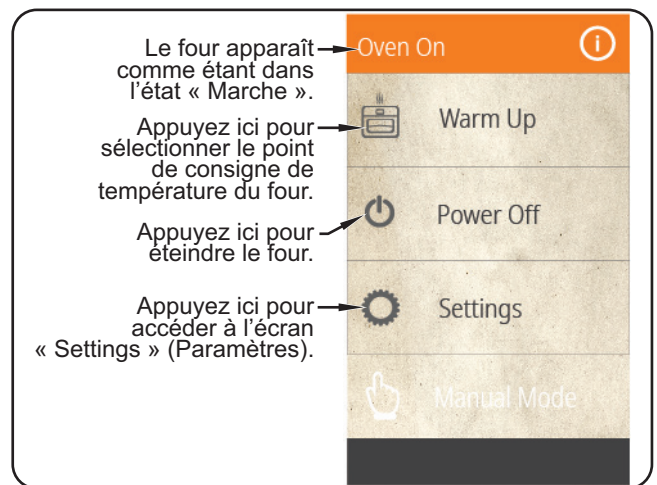 Le four apparaît
comme étant dans
l'état « Marche ».
Appuyez ici pour
sélectionner le point
de consigne de
température du four.
Appuyez ici pour
éteindre le four.
Appuyez ici pour
accéder à l'écran
« Settings » (Paramètres).
Oven On
Warm Up
Power Off
Settings
Manual Mode